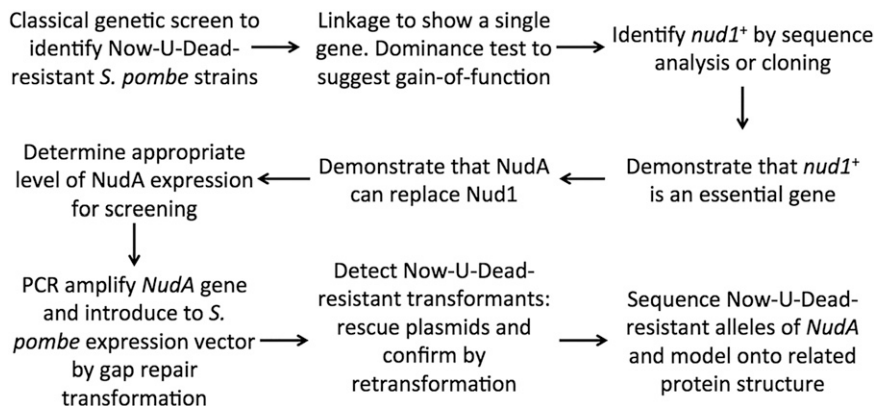 Classical genetic screen to
identify Now-U-Dead-
resistant S. pombe strains
Linkage to show a single
gene. Dominance test to
suggest gain-of-function
Identify nud1+ by sequence
analysis or cloning
Demonstrate that nud1+
is an essential gene
Demonstrate that NudA
can replace Nud1
Determine appropriate
level of NudA expression
for screening
PCR amplify NudA gene
and introduce to S.
pombe expression vector
by gap repair
transformation
Detect Now-U-Dead-
resistant transformants:
rescue plasmids and
confirm by
retransformation
Sequence Now-U-Dead-
resistant alleles of NudA
and model onto related
protein structure